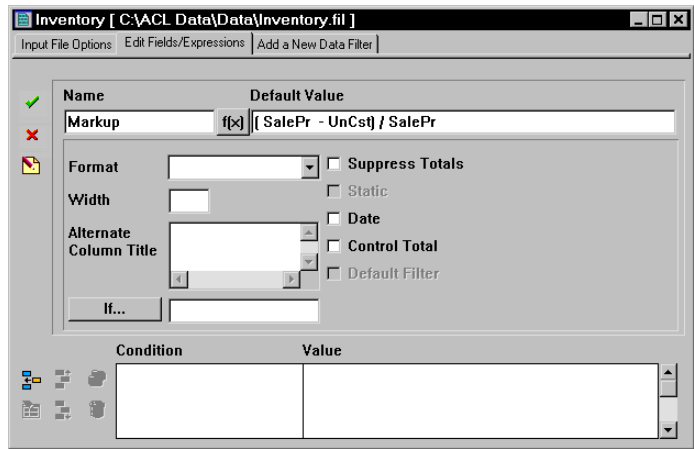 Inventory [ C:\ACL Data\Data\Inventory.fil ]
Input File Options Edit Fields/Expressions Add a New Data Filter
Name Default Value
Markup f(x) ( SalePr - UnCst) / SalePr
Format Suppress Totals
Width Static
Date
Alternate
Column Title Control Total
Default Filter
If...
Condition Value